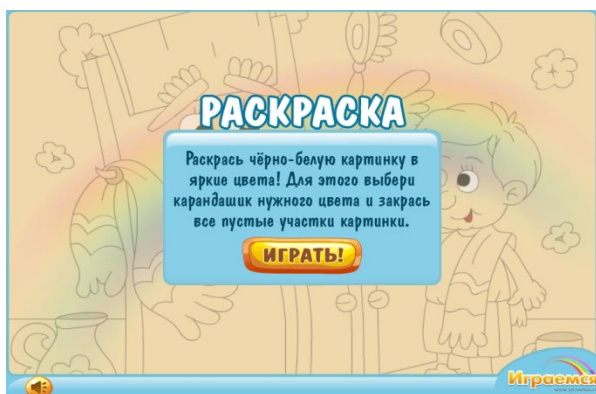 РАСКРАСКА
Раскрась чёрно-белую картинку в
яркие цвета! Для этого выбери
карандашик нужного цвета и закрась
все пустые участки картинки.
ИГРАТЬ!
Играемся